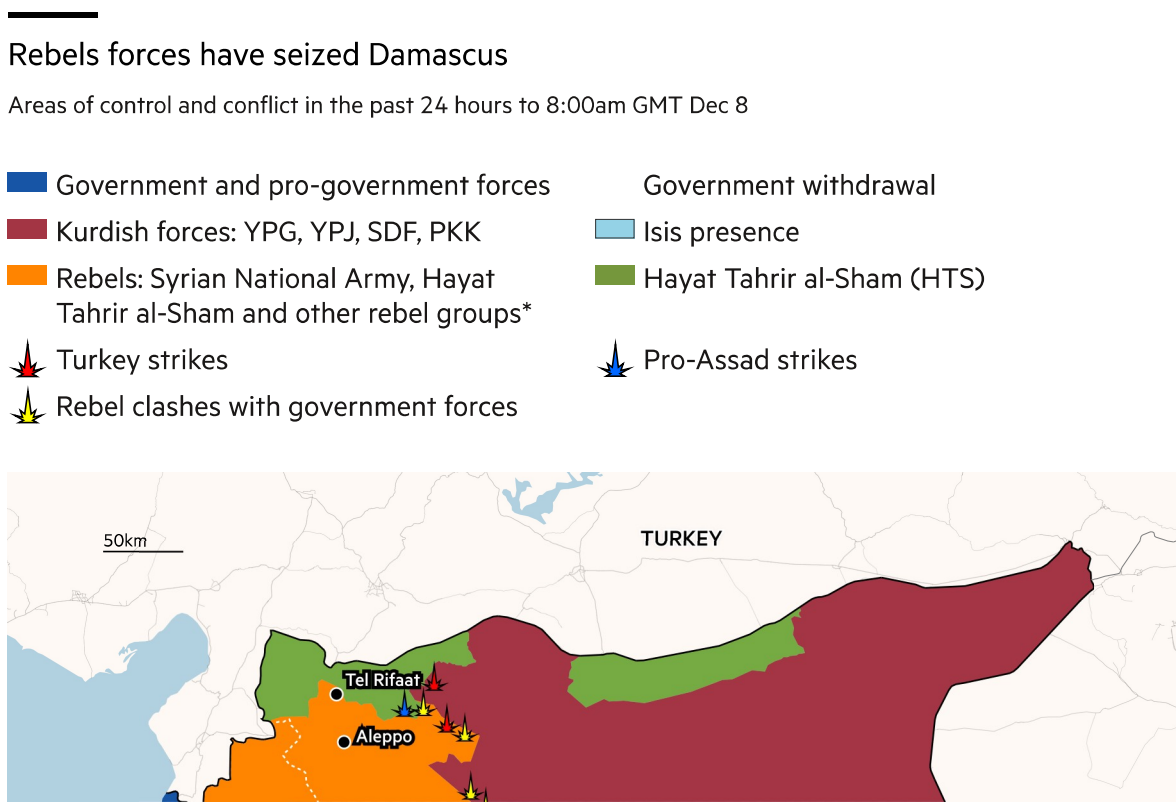 Rebels forces have seized Damascus
Areas of control and conflict in the past 24 hours to 8:00am GMT Dec 8
Government and pro-government forces
Government withdrawal
Kurdish forces: YPG, YPJ, SDF, PKK
Isis presence
Rebels: Syrian National Army, Hayat
Tahrir al-Sham and other rebel groups*
Hayat Tahrir al-Sham (HTS)
Turkey strikes
Pro-Assad strikes
Rebel clashes with government forces
50km
TURKEY
Tel Rifaat
Aleppo